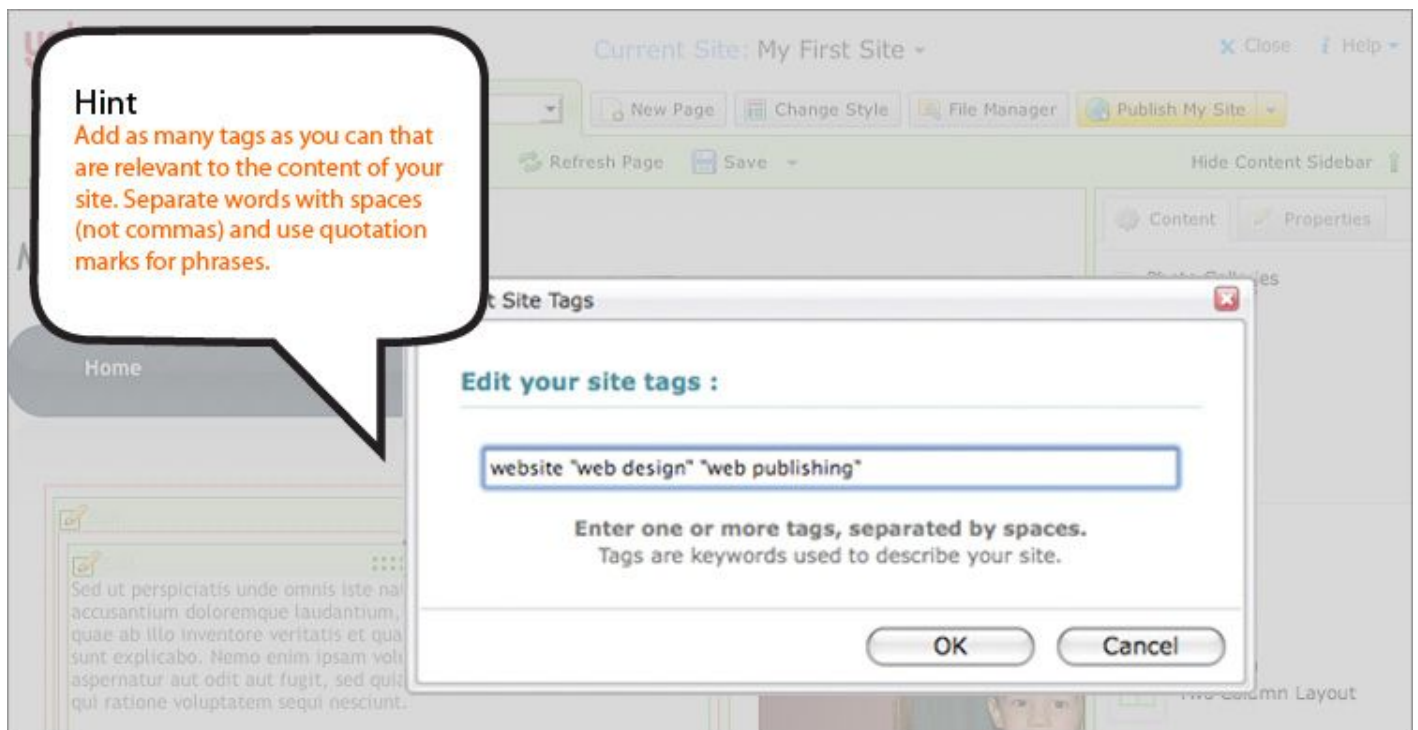 Current Site: My First Site
Close Help
New Page Change Style File Manager Publish My Site
Refresh Page Save Hide Content Sidebar
Content Properties
Hint
Add as many tags as you can that
are relevant to the content of your
site. Separate words with spaces
(not commas) and use quotation
marks for phrases.
Site Tags
Home
Edit your site tags :
website "web design" "web publishing"
Enter one or more tags, separated by spaces.
Tags are keywords used to describe your site.
OK Cancel
Sed ut perspiciatis unde omnis iste
accusantium doloremque laudantium,
quae ab illo inventore veritatis et
sunt explicabo. Nemo enim ipsam
aspernatur aut odit aut fugit, sed
qui ratione voluptatem sequi nesciunt.
Column Layout